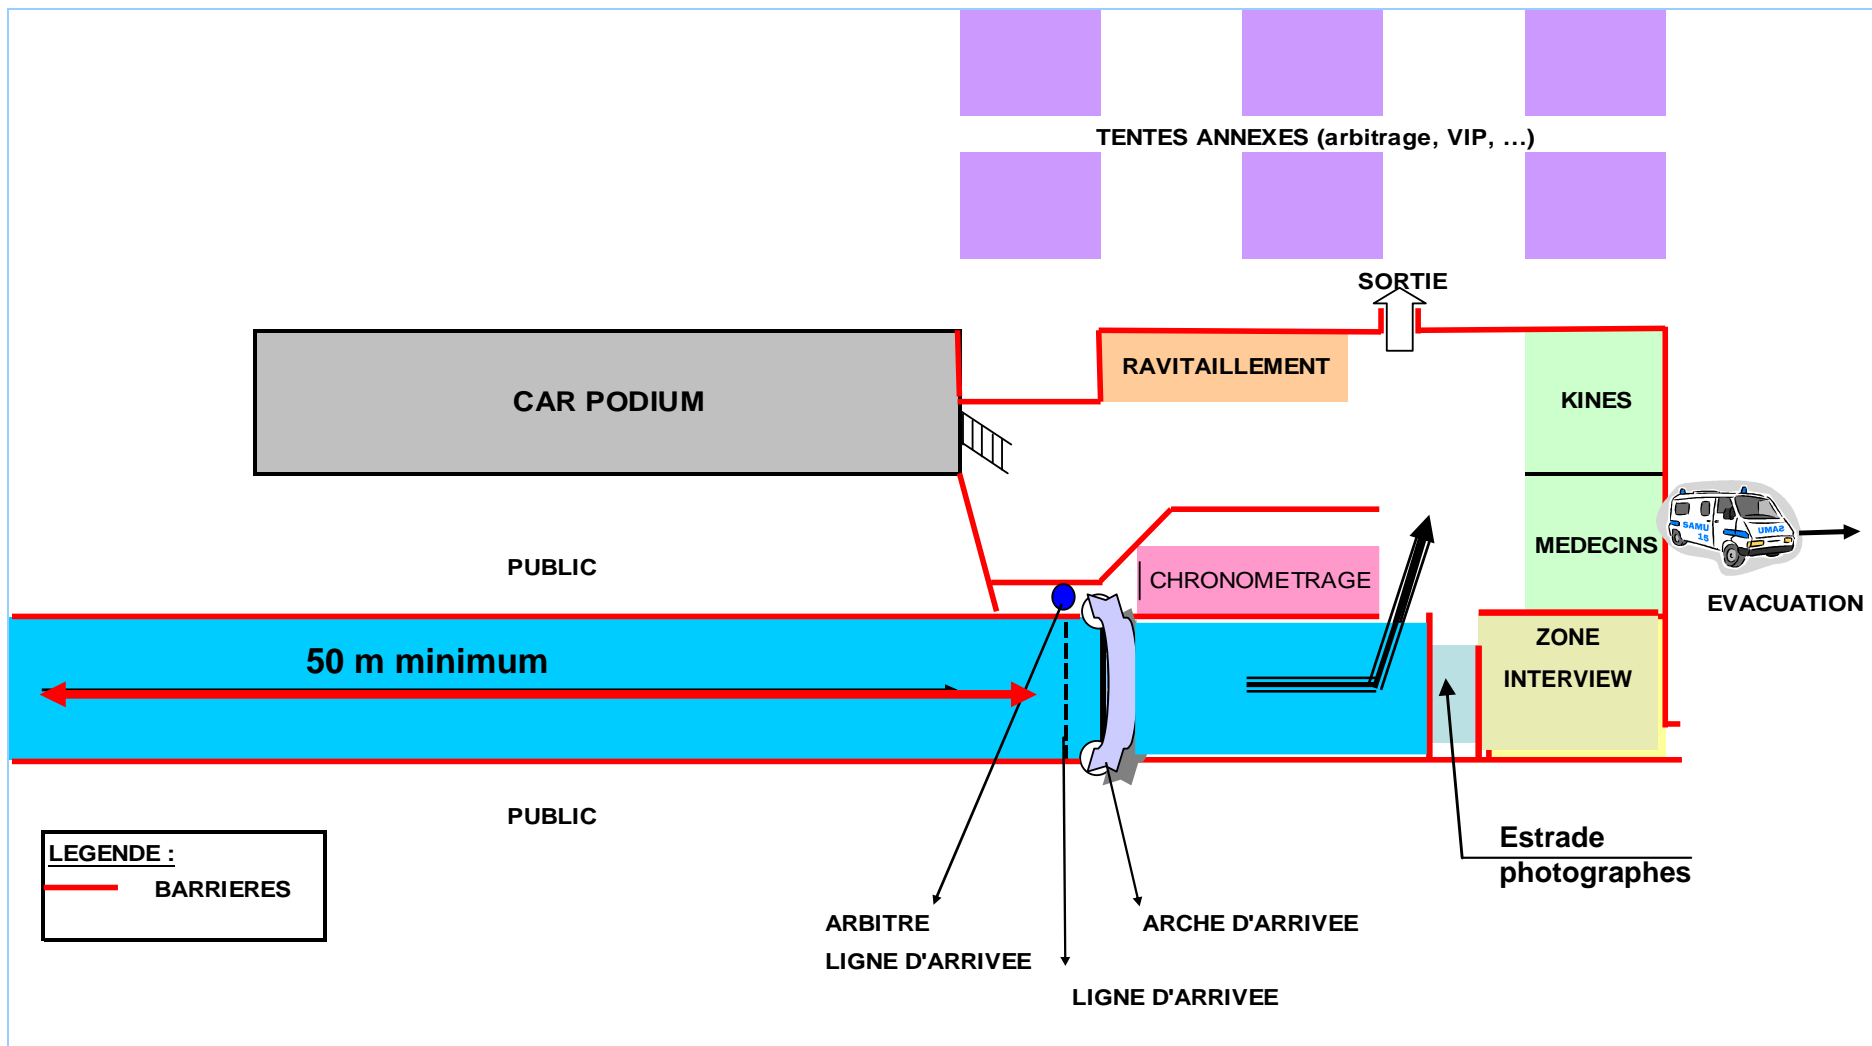 TENTES ANNEXES (arbitrage, VIP, ...)
SORTIE
RAVITAILLEMENT
CAR PODIUM
KINES
MEDECINS
SAMU
15
UMAS
PUBLIC
CHRONOMETRAGE
EVACUATION
50 m minimum
ZONE
INTERVIEW
PUBLIC
LEGENDE :
BARRIERES
Estrade
photographes
ARBITRE
LIGNE D'ARRIVEE
ARCHE D'ARRIVEE
LIGNE D'ARRIVEE